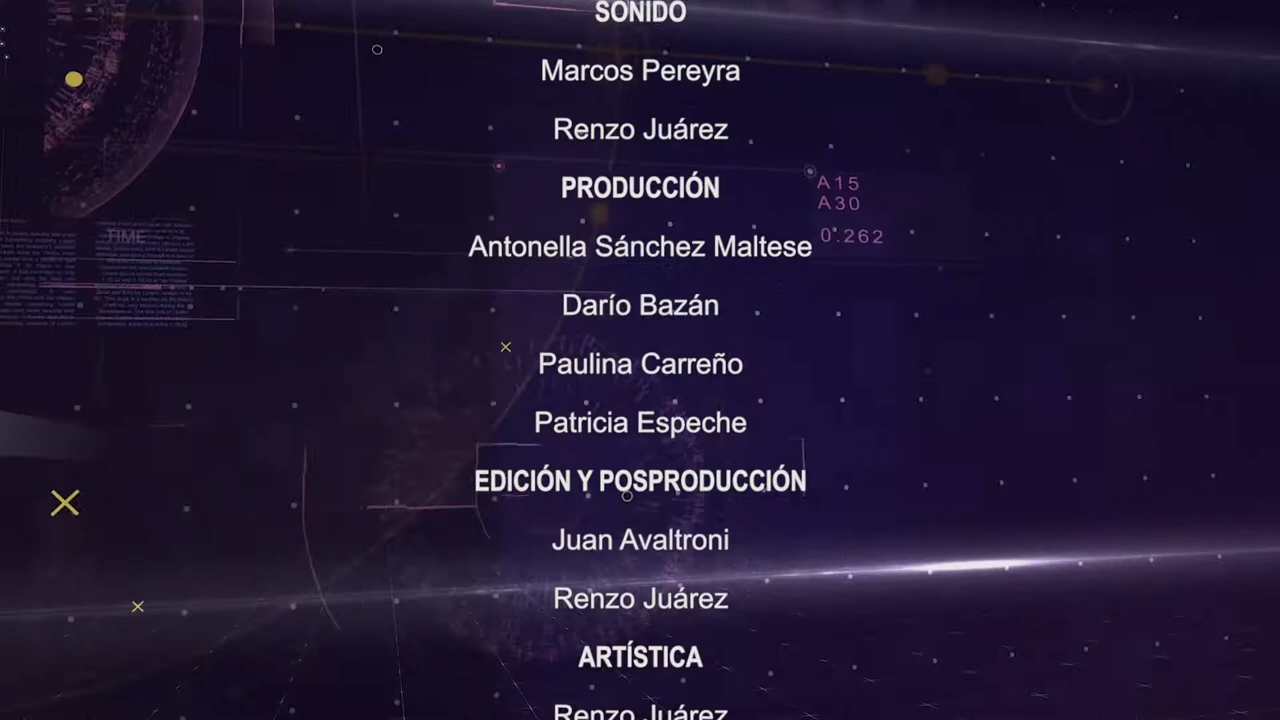 SONIDO
Marcos Pereyra
Renzo Juárez
PRODUCCIÓN
A15
A30
0.262
Antonella Sánchez Maltese
TIME
Darío Bazán
Paulina Carreño
Patricia Espeche
EDICIÓN Y POSPRODUCCIÓN
Juan Avaltroni
Renzo Juárez
ARTÍSTICA
Renzo Juárez